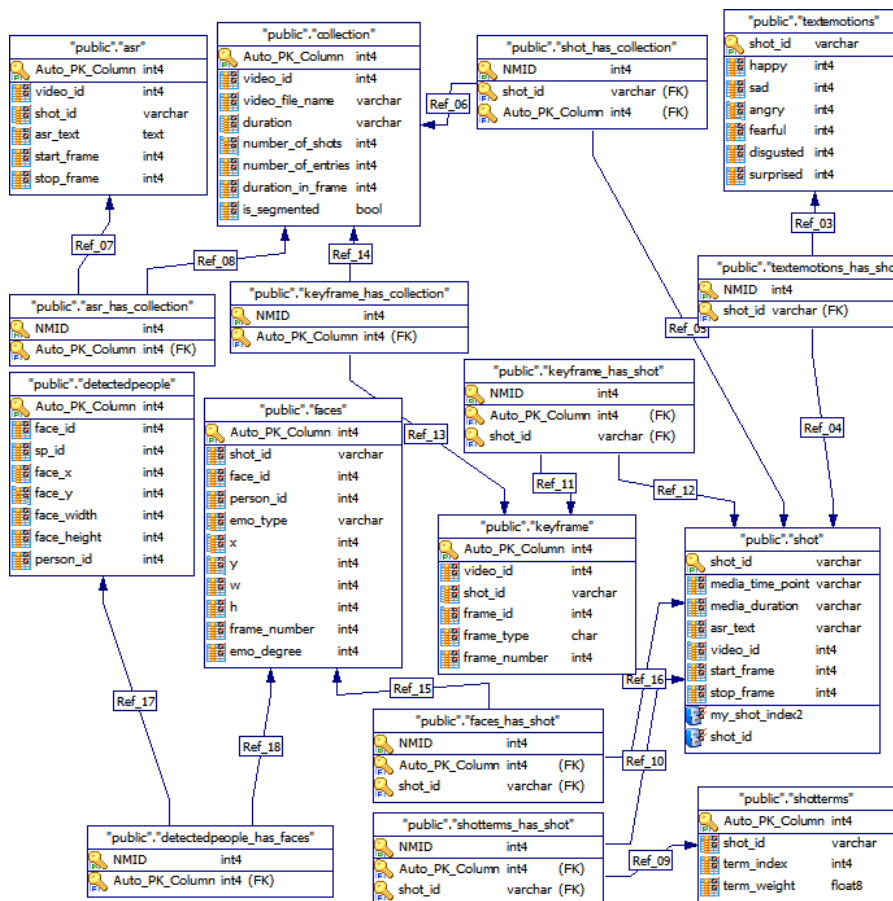 "public"."asr"
Auto_PK_Column int4
video_id int4
shot_id varchar
asr_text text
start_frame int4
stop_frame int4
"public"."collection"
Auto_PK_Column int4
video_id int4
video_file_name varchar
duration varchar
number_of_shots int4
number_of_entries int4
duration_in_frame int4
is_segmented bool
"public"."shot_has_collection"
NMID int4
shot_id varchar (FK)
Auto_PK_Column int4 (FK)
"public"."textemotions"
shot_id varchar
happy int4
sad int4
angry int4
fearful int4
disgusted int4
surprised int4
Ref_06
Ref_03
Ref_07
Ref_08
Ref_14
"public"."textemotions_has_shot
NMID int4
shot_id varchar (FK)
"public"."asr_has_collection"
NMID int4
Auto_PK_Column int4 (FK)
"public"."keyframe_has_collection"
NMID int4
Auto_PK_Column int4 (FK)
Ref_05
"public"."keyframe_has_shot"
NMID int4
Auto_PK_Column int4 (FK)
shot_id varchar (FK)
"public"."detectedpeople"
Auto_PK_Column int4
face_id int4
sp_id int4
face_x int4
face_y int4
face_width int4
face_height int4
person_id int4
"public"."faces"
Auto_PK_Column int4
shot_id varchar
face_id int4
person_id int4
emo_type varchar
x int4
y int4
w int4
h int4
frame_number int4
emo_degree int4
Ref_13
Ref_04
Ref_11
Ref_12
"public"."keyframe"
Auto_PK_Column int4
video_id int4
shot_id varchar
frame_id int4
frame_type char
frame_number int4
"public"."shot"
shot_id varchar
media_time_point varchar
media_duration varchar
asr_text varchar
video_id int4
start_frame int4
stop_frame int4
my_shot_index2
shot_id
Ref_16
Ref_15
Ref_17
Ref_18
Ref_10
"public"."faces_has_shot"
NMID int4
Auto_PK_Column int4 (FK)
shot_id varchar (FK)
"public"."detectedpeople_has_faces"
NMID int4
Auto_PK_Column int4 (FK)
"public"."shotterms_has_shot"
NMID int4
Auto_PK_Column int4 (FK)
shot_id varchar (FK)
Ref_09
"public"."shotterms"
Auto_PK_Column int4
shot_id varchar
term_index int4
term_weight float8